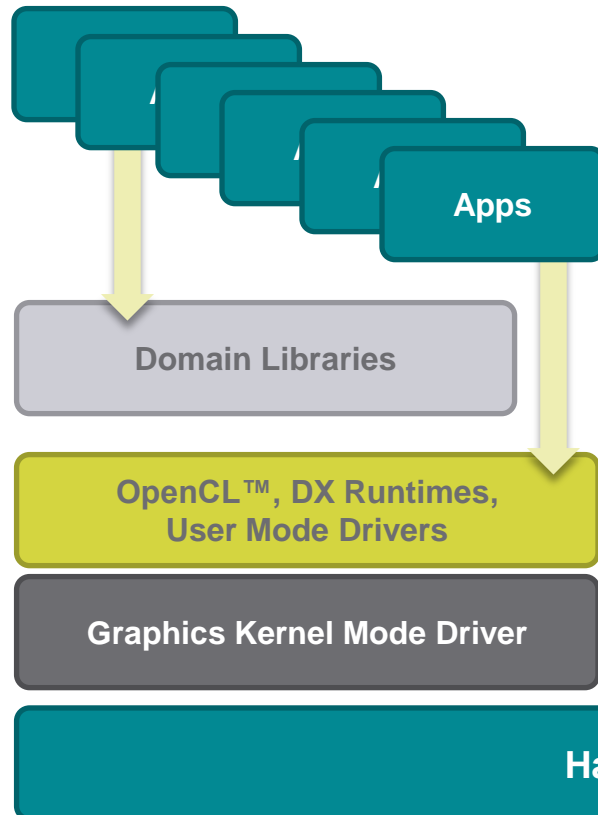 Apps
Domain Libraries
OpenCL™, DX Runtimes,
User Mode Drivers
Graphics Kernel Mode Driver